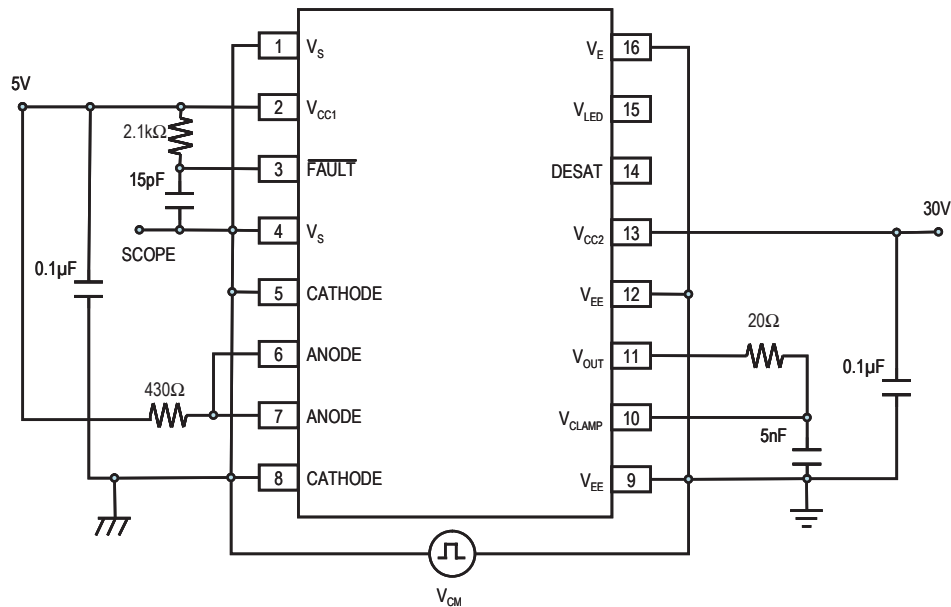 1 V_S
V_E 16
5V
2 V_CC1
V_LED 15
2.1kΩ
3 FAULT
DESAT 14
15pF
30V
4 V_S
V_CC2 13
SCOPE
0.1µF
5 CATHODE
V_EE 12
20Ω
6 ANODE
V_OUT 11
0.1µF
430Ω
7 ANODE
V_CLAMP 10
5nF
8 CATHODE
V_EE 9
V_CM